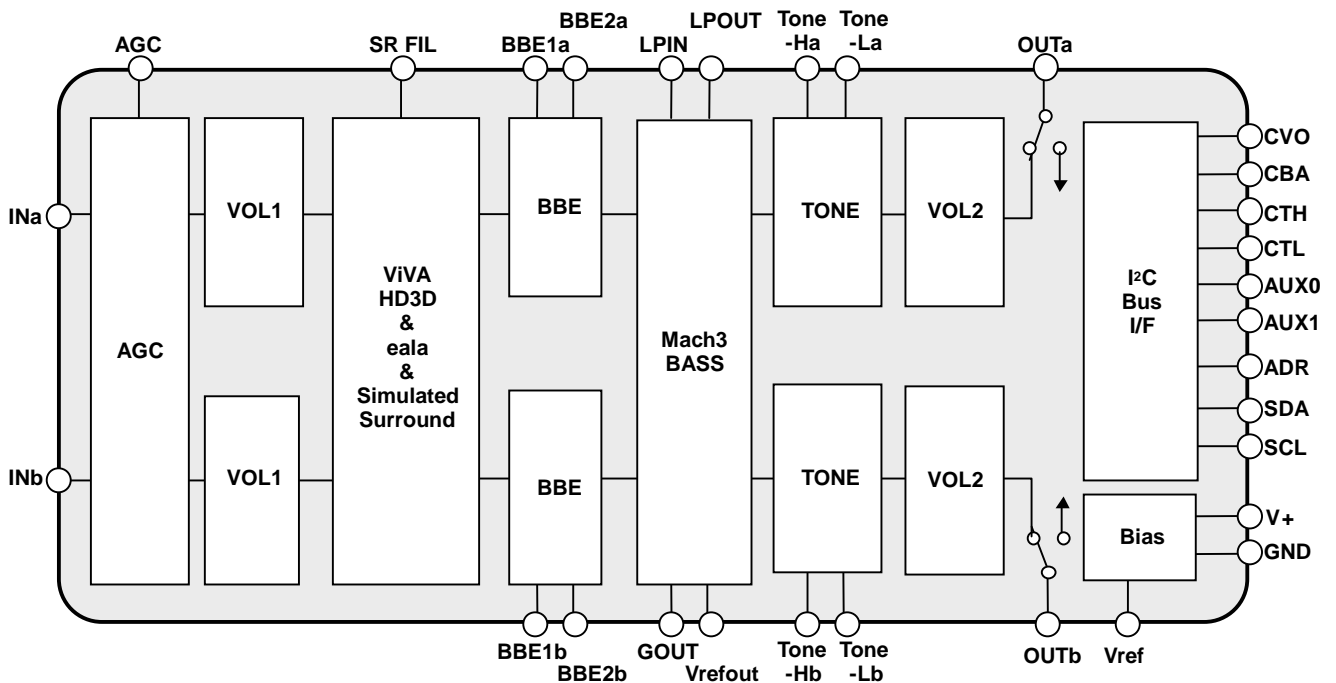 BBE2a
LPOUT
Tone
-Ha
Tone
-La
AGC
SR FIL
BBE1a
LPIN
OUTa
CVO
CBA
CTH
CTL
AUX0
AUX1
ADR
SDA
SCL
V+
GND
INa
INb
AGC
VOL1
VOL1
ViVA
HD3D
&
eala
&
Simulated
Surround
BBE
BBE
Mach3
BASS
TONE
TONE
VOL2
VOL2
I²C
Bus
I/F
Bias
BBE1b
BBE2b
GOUT
Vrefout
Tone
-Hb
Tone
-Lb
OUTb
Vref